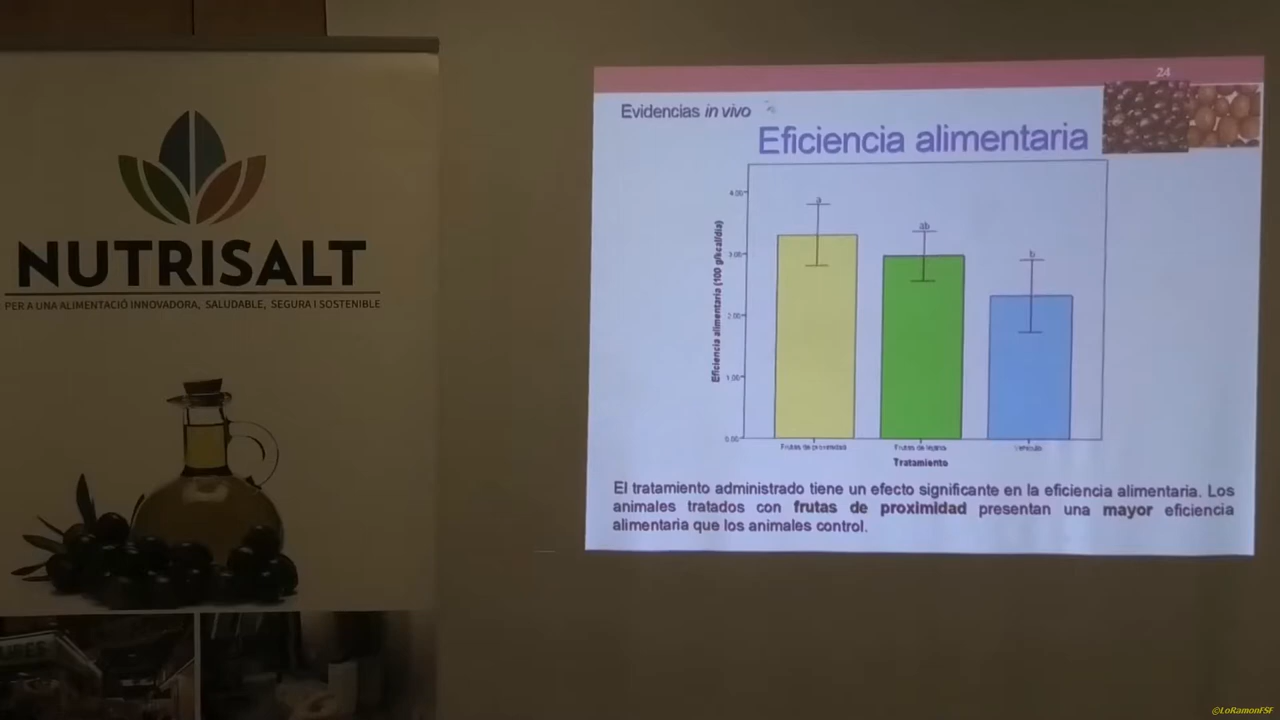 NUTRISALT
PER A UNA ALIMENTACIÓ INNOVADORA, SALUDABLE, SEGURA I SOSTENIBLE
24
Evidencias in vivo
Eficiencia alimentaria
Eficiencia alimentaria (100 g/kcal/día)
4.00
3.00
2.00
1.00
0.00
a
ab
b
Frutas de proximidad
Frutas de
Vehículo
Tratamiento
El tratamiento administrado tiene un efecto significante en la eficiencia alimentaria. Los
animales tratados con frutas de proximidad presentan una mayor eficiencia
alimentaria que los animales control.
©LoRamonFSF